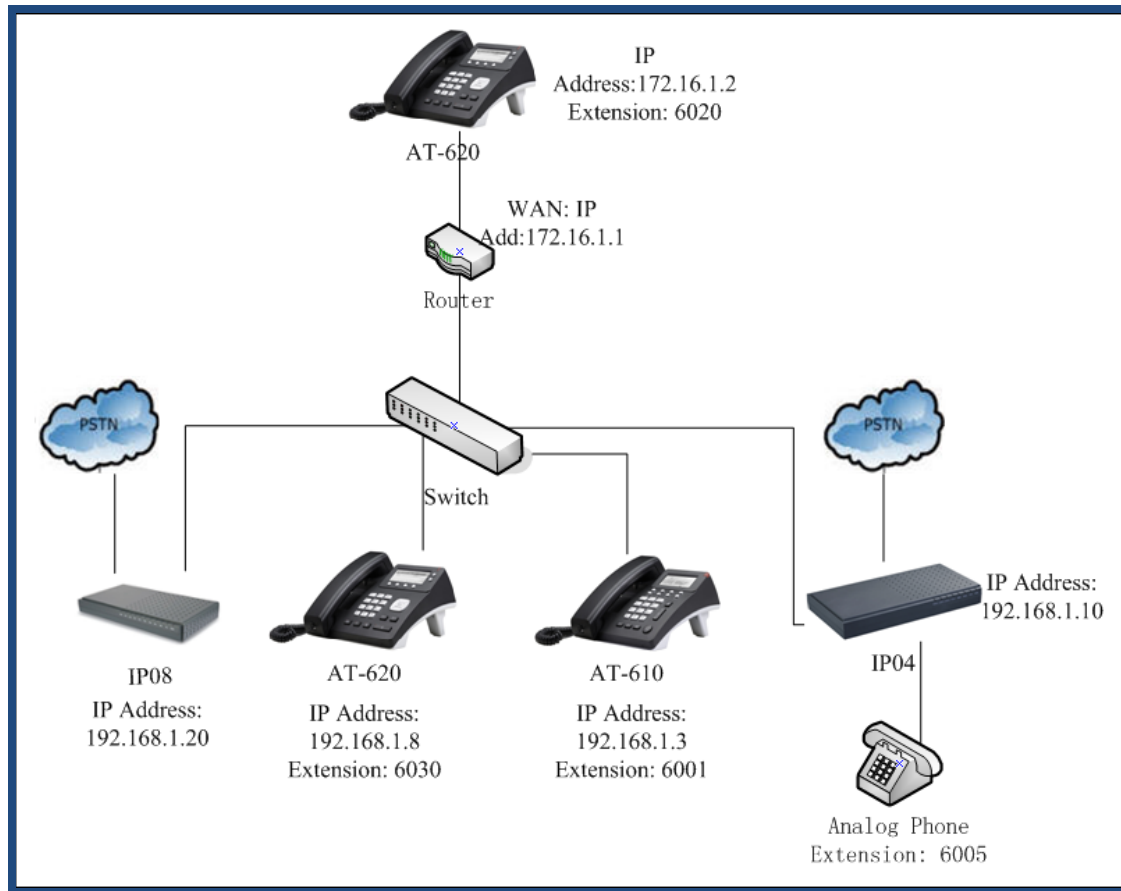 IP
Address:172.16.1.2
Extension: 6020
AT-620
WAN: IP
Add:172.16.1.1
Router
PSTN
PSTN
Switch
IP Address:
192.168.1.10
IP08
IP Address:
192.168.1.20
AT-620
IP Address:
192.168.1.8
Extension: 6030
AT-610
IP Address:
192.168.1.3
Extension: 6001
IP04
Analog Phone
Extension: 6005